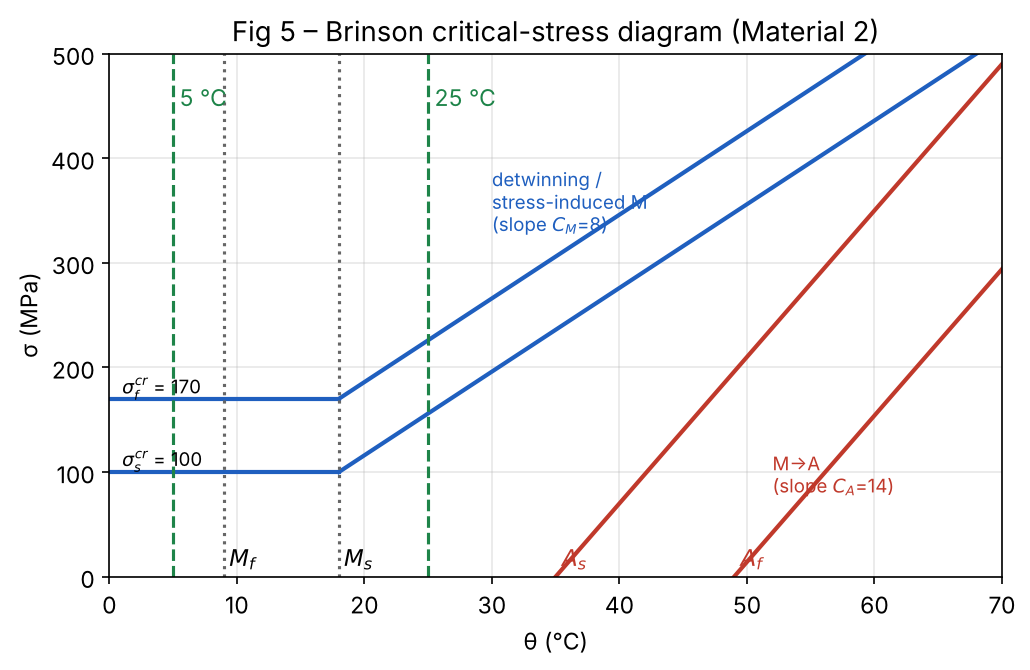 Fig 5 – Brinson critical-stress diagram (Material 2)
500
400
300
200
100
0
σ (MPa)
5 °C
25 °C
detwinning /
stress-induced M
(slope C_M=8)
σ_f^cr = 170
σ_s^cr = 100
M→A
(slope C_A=14)
M_f
M_s
A_s
A_f
0 10 20 30 40 50 60 70
θ (°C)